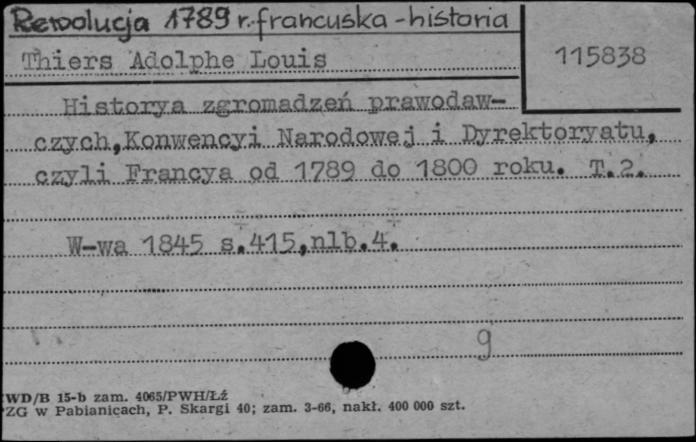 Rewolucja 1789 r. francuska - historia
Thiers Adolphe Louis
115838
Historya zgromadzeń prawodaw-
czych,Konwencyi Narodowej i Dyrektoryatu,
czyli Francya od 1789 do 1800 roku. T.2.
W-wa 1845 s.415,nlb.4.
9
WD/B 15-b zam. 4065/PWH/Łź
ZG w Pabianicach, P. Skargi 40; zam. 3-66, nakł. 400 000 szt.